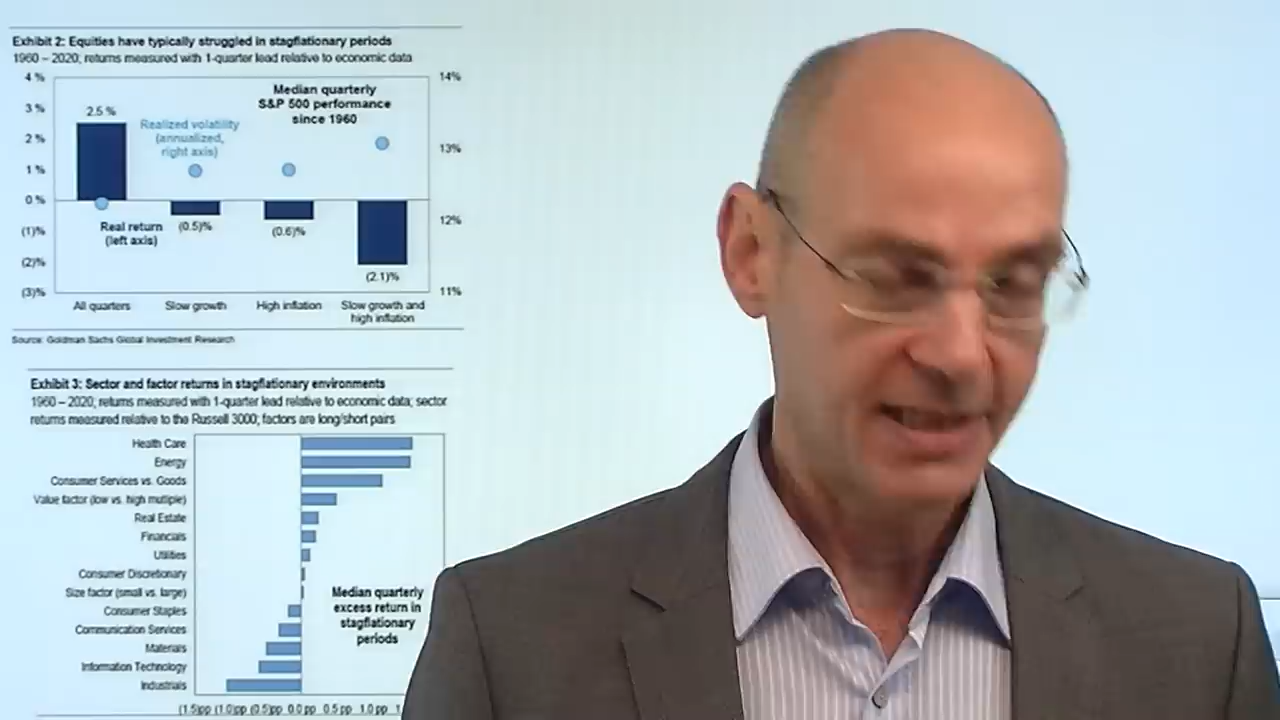 Exhibit 2: Equities have typically struggled in stagflationary periods
1960 – 2020; returns measured with 1-quarter lead relative to economic data
4 %
3 %
2 %
1 %
0 %
(1)%
(2)%
(3)%
14%
13%
12%
11%
Median quarterly
S&P 500 performance
since 1960
Realized volatility
(annualized,
right axis)
Real return
(left axis)
2.5 %
(0.5)%
(0.6)%
(2.1)%
All quarters
Slow growth
High inflation
Slow growth and
high inflation
Source: Goldman Sachs Global Investment Research
Exhibit 3: Sector and factor returns in stagflationary environments
1960 – 2020; returns measured with 1-quarter lead relative to economic data; sector
returns measured relative to the Russell 3000; factors are long/short pairs
Health Care
Energy
Consumer Services vs. Goods
Value factor (low vs. high multiple)
Real Estate
Financials
Utilities
Consumer Discretionary
Size factor (small vs. large)
Consumer Staples
Communication Services
Materials
Information Technology
Industrials
Median quarterly
excess return in
stagflationary
periods
(1.5)pp (1.0)pp (0.5)pp 0.0 pp 0.5 pp 1.0 pp